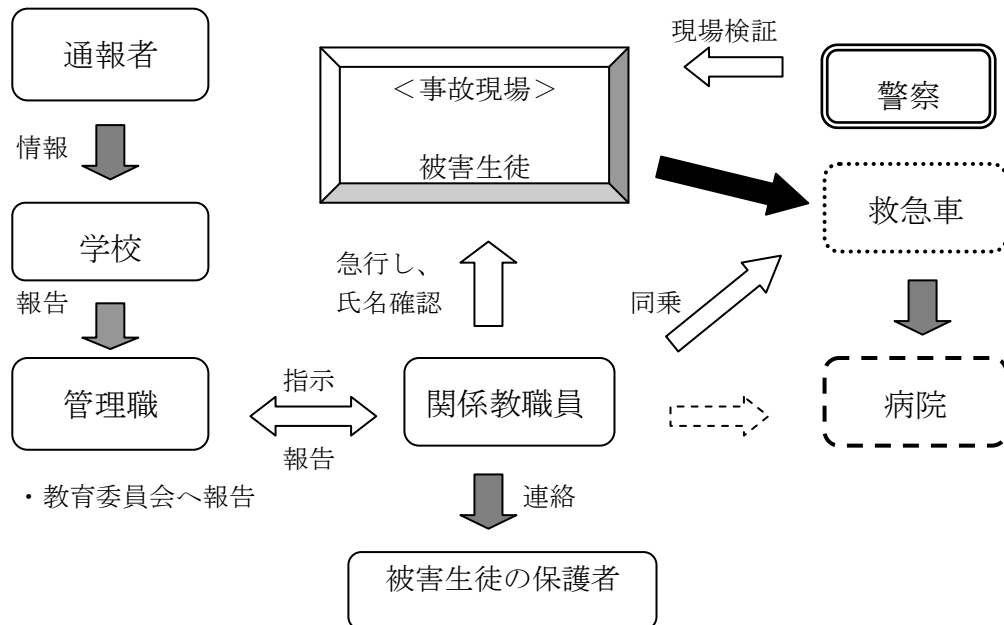 通報者
情報
学校
報告
管理職
・教育委員会へ報告
指示
報告
＜事故現場＞
被害生徒
急行し、
氏名確認
関係教職員
連絡
被害生徒の保護者
現場検証
警察
救急車
同乗
病院